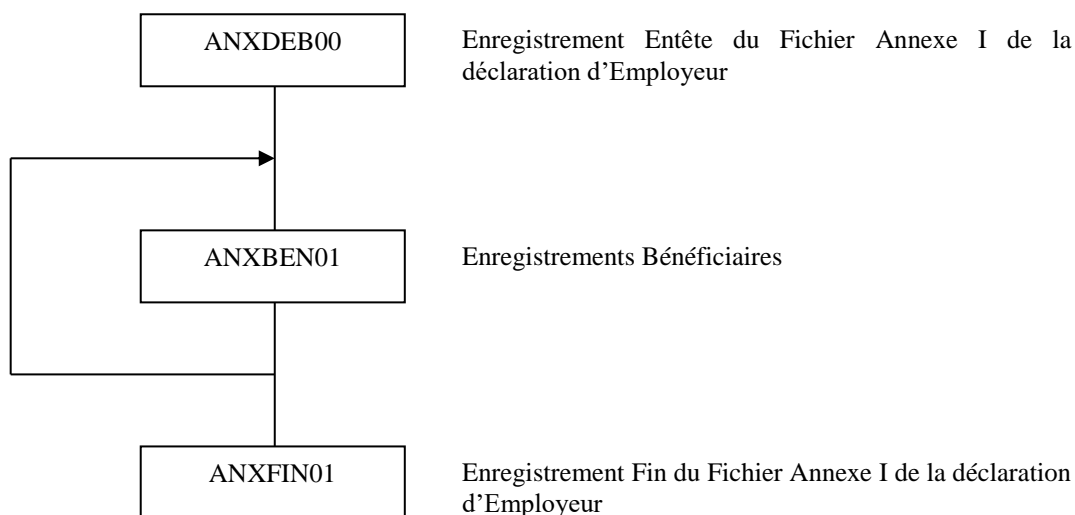 ANXDEB00
Enregistrement Entête du Fichier Annexe I de la
déclaration d’Employeur
ANXBEN01
Enregistrements Bénéficiaires
ANXFIN01
Enregistrement Fin du Fichier Annexe I de la déclaration
d’Employeur